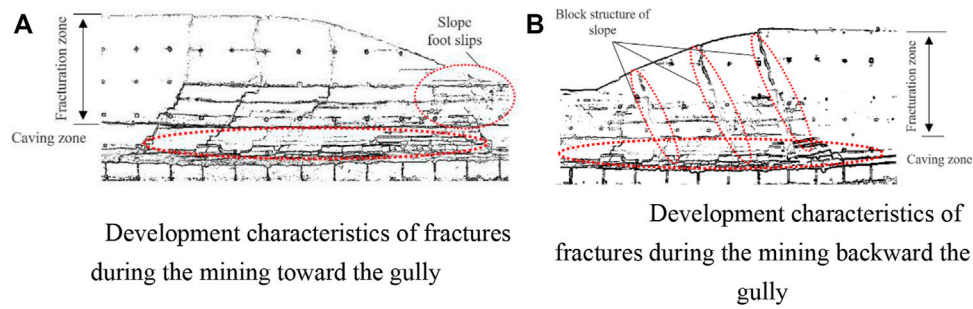 A
Fracturation zone
Caving zone
Slope
foot slips
Development characteristics of fractures
during the mining toward the gully
B
Block structure of
slope
Fracturation zone
Caving zone
Development characteristics of
fractures during the mining backward the
gully